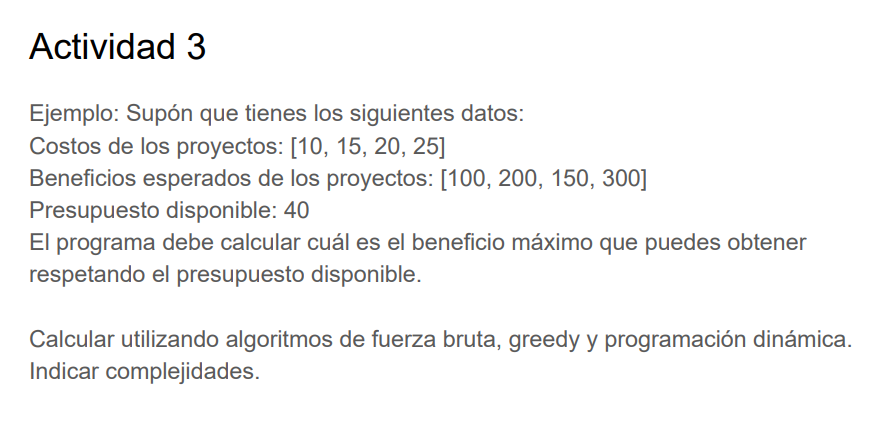 Actividad 3
Ejemplo: Supón que tienes los siguientes datos:
Costos de los proyectos: [10, 15, 20, 25]
Beneficios esperados de los proyectos: [100, 200, 150, 300]
Presupuesto disponible: 40
El programa debe calcular cuál es el beneficio máximo que puedes obtener
respetando el presupuesto disponible.
Calcular utilizando algoritmos de fuerza bruta, greedy y programación dinámica.
Indicar complejidades.